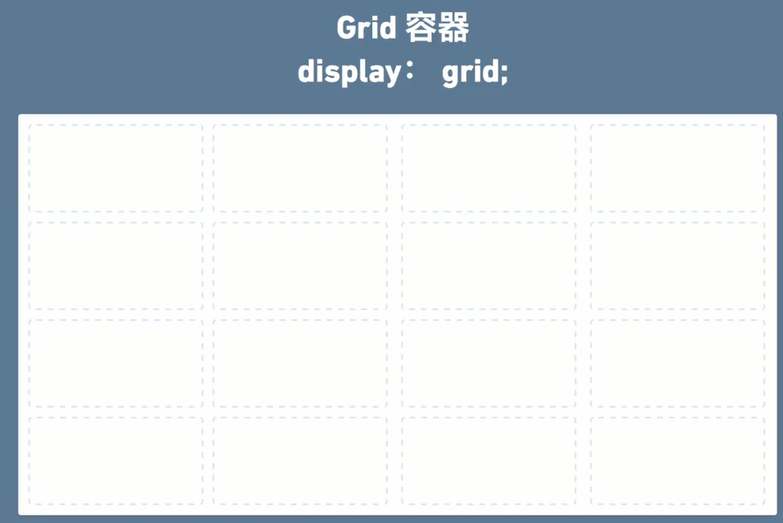 Grid 容器
display： grid;